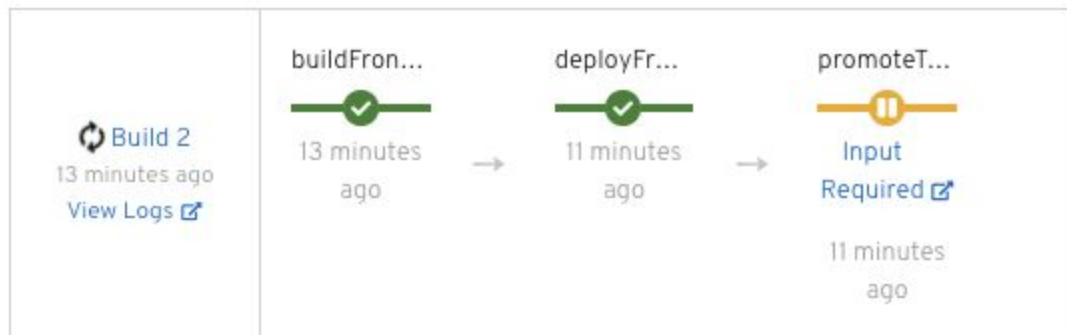 buildFron...
deployFr...
promoteT...
Build 2
13 minutes ago
View Logs
13 minutes
ago
11 minutes
ago
Input
Required
11 minutes
ago